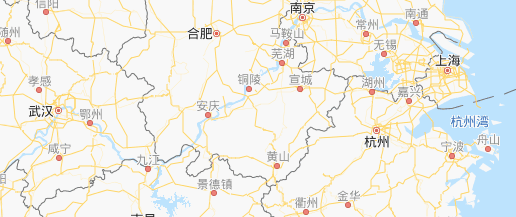 信阳
南京
南通
随州
合肥
马鞍山
常州
芜湖
无锡
上海
孝感
铜陵
宣城
湖州
嘉兴
武汉
鄂州
安庆
杭州湾
杭州
舟山
咸宁
九江
黄山
宁波
景德镇
衢州
金华